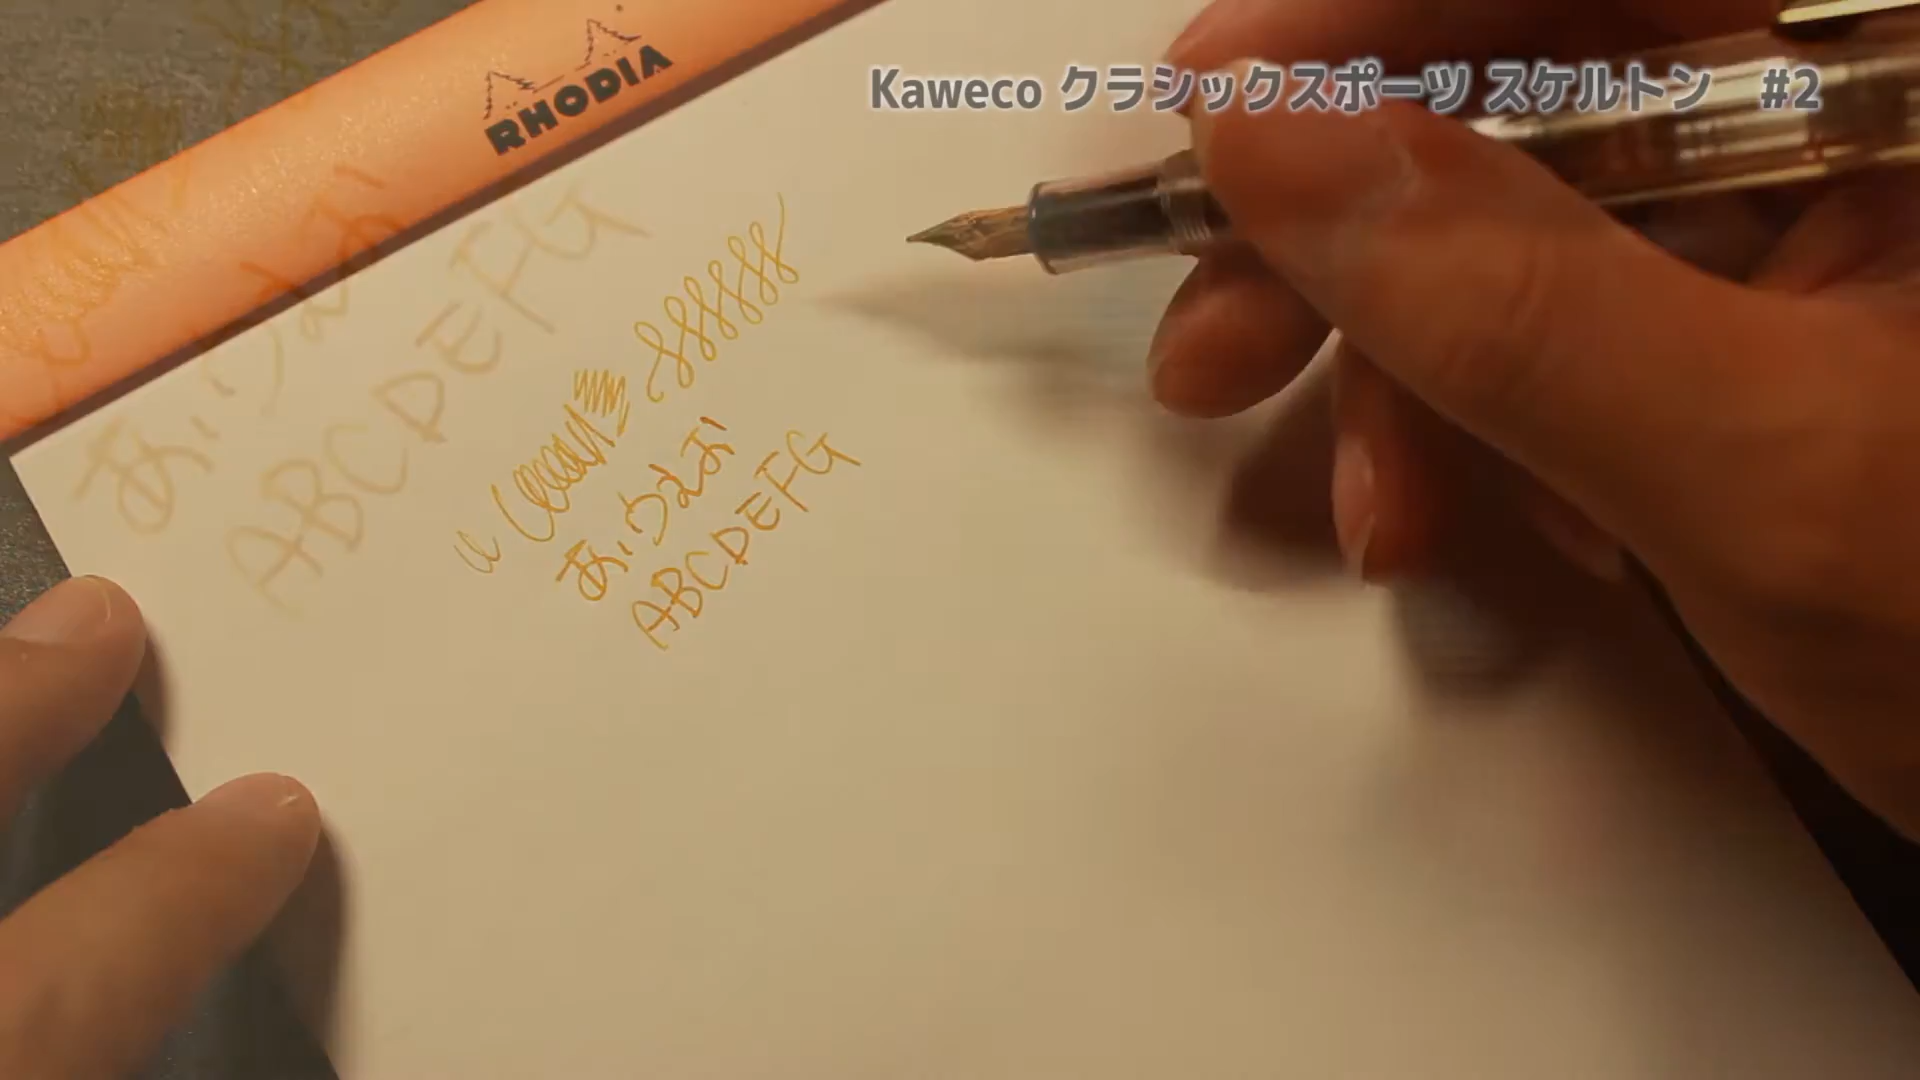 RHODIA
Kaweco クラシックスポーツ スケルトン #2
あいうえお
ABCDEFG
あいうえお
ABCDEFG